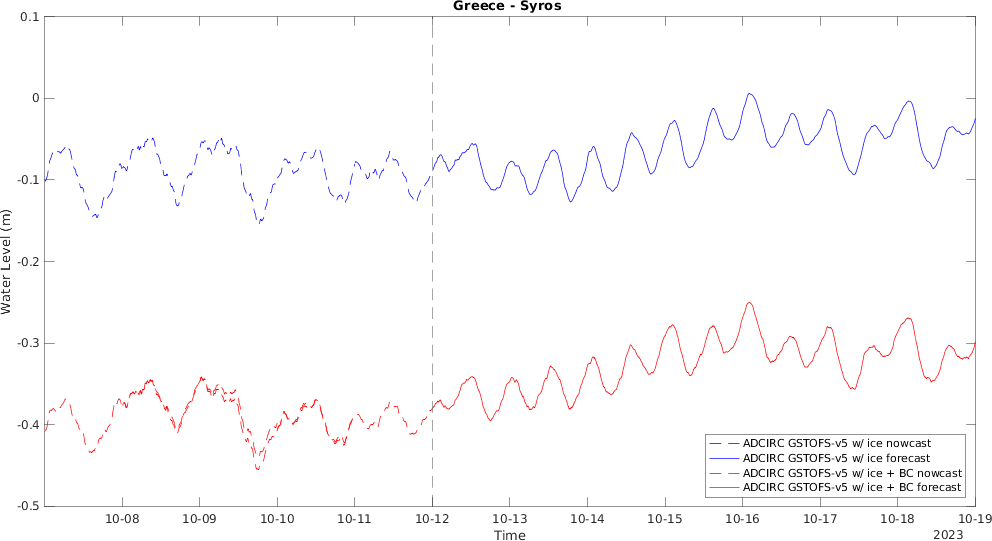 Greece - Syros
Water Level (m)
0.1
0
-0.1
-0.2
-0.3
-0.4
-0.5
10-08
10-09
10-10
10-11
10-12
10-13
10-14
10-15
10-16
10-17
10-18
10-19
Time
2023
ADCIRC GSTOFS-v5 w/ ice nowcast
ADCIRC GSTOFS-v5 w/ ice forecast
ADCIRC GSTOFS-v5 w/ ice + BC nowcast
ADCIRC GSTOFS-v5 w/ ice + BC forecast